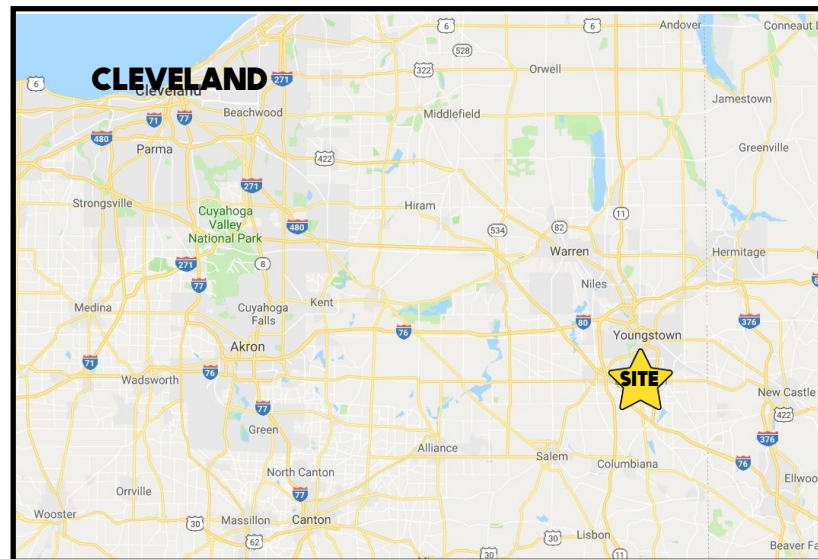 6
6
Andover
Conneaut L
528
CLEVELAND
Cleveland
271
322
Orwell
6
Beachwood
Middlefield
Jamestown
71
77
480
Parma
422
Greenville
271
Strongsville
Cuyahoga
Valley
National Park
Hiram
11
480
534
82
Warren
Hermitage
271
8
77
Niles
Medina
Cuyahoga
Falls
Kent
80
376
76
Youngstown
Akron
71
76
Wadsworth
SITE
New Castle
77
422
Green
376
Alliance
Salem
Columbiana
76
North Canton
Ellwoo
Orrville
77
Wooster
30
Massillon
Canton
62
30
Lisbon
30
11
Beaver Fa